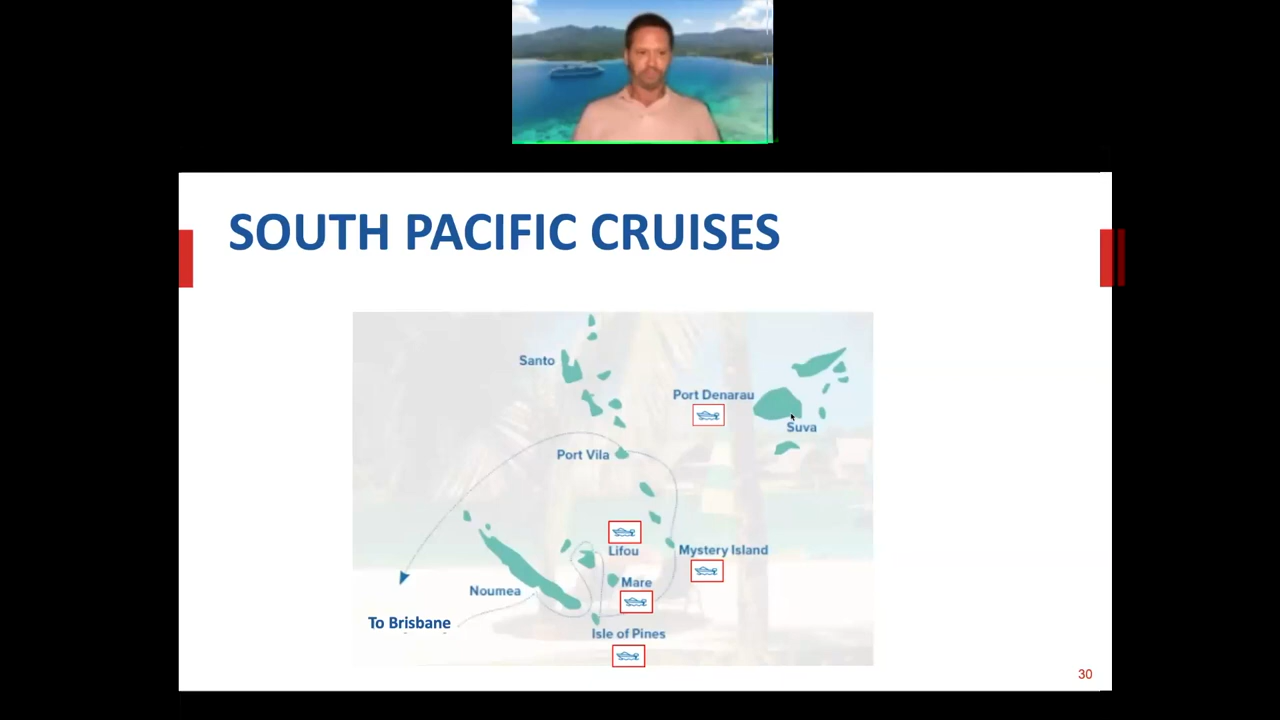 SOUTH PACIFIC CRUISES
Santo
Port Denarau
Suva
Port Vila
Lifou
Mystery Island
Mare
Noumea
To Brisbane
Isle of Pines
30